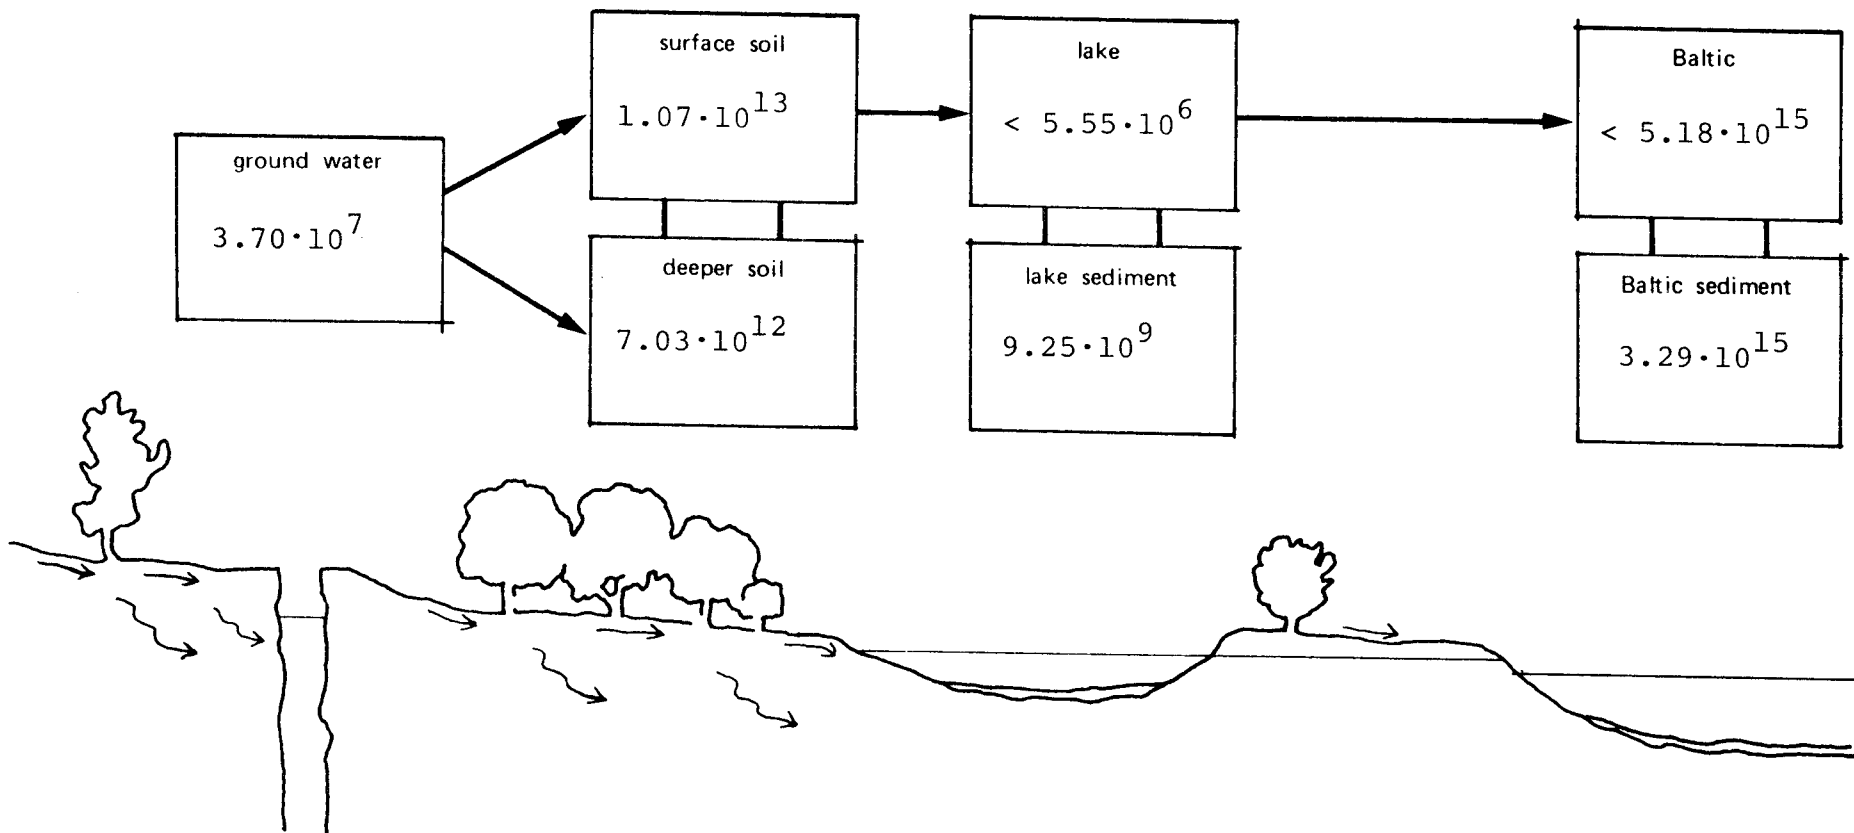 ground water
3.70·10^7
surface soil
1.07·10^13
deeper soil
7.03·10^12
lake
< 5.55·10^6
lake sediment
9.25·10^9
Baltic
< 5.18·10^15
Baltic sediment
3.29·10^15